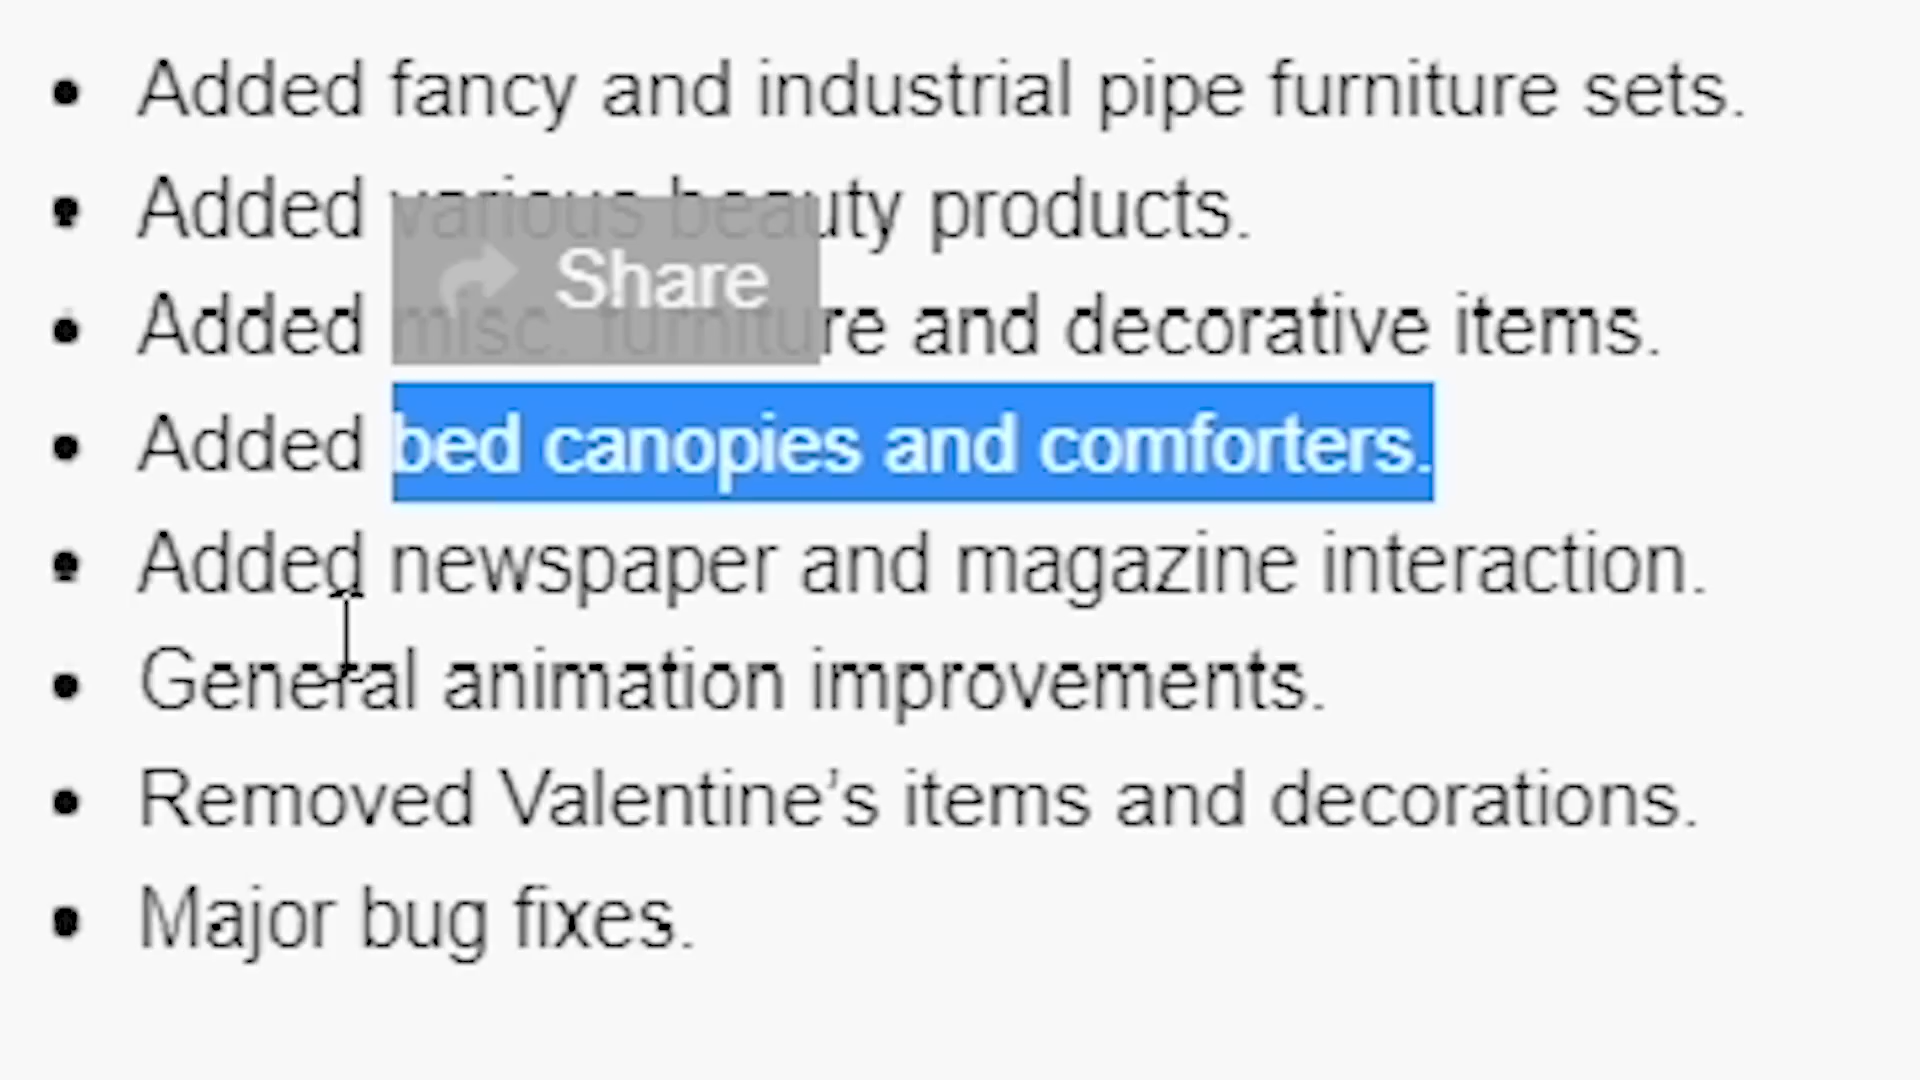 • Added fancy and industrial pipe furniture sets.
• Added various beauty products.
Share
• Added misc. furniture and decorative items.
• Added bed canopies and comforters.
• Added newspaper and magazine interaction.
• General animation improvements.
• Removed Valentine’s items and decorations.
• Major bug fixes.